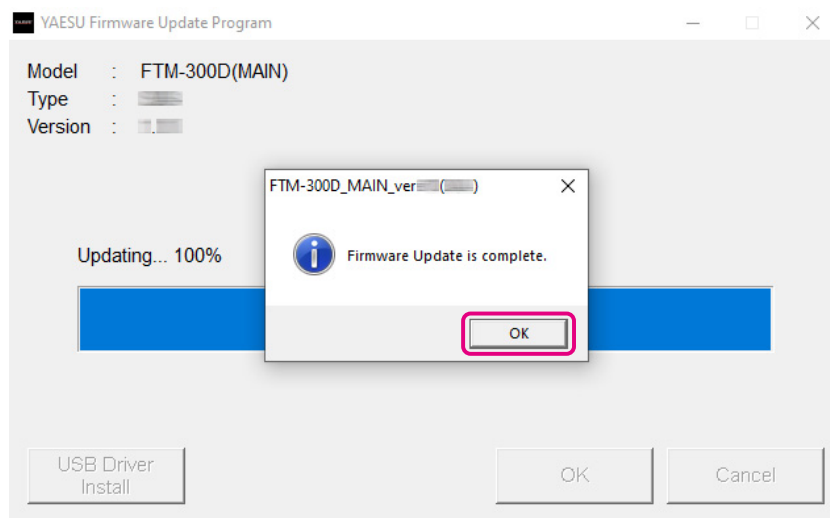 YAESU Firmware Update Program
Model : FTM-300D(MAIN)
Type :
Version : .
FTM-300D_MAIN_ver ( )
Firmware Update is complete.
Updating... 100%
OK
USB Driver
Install
OK
Cancel